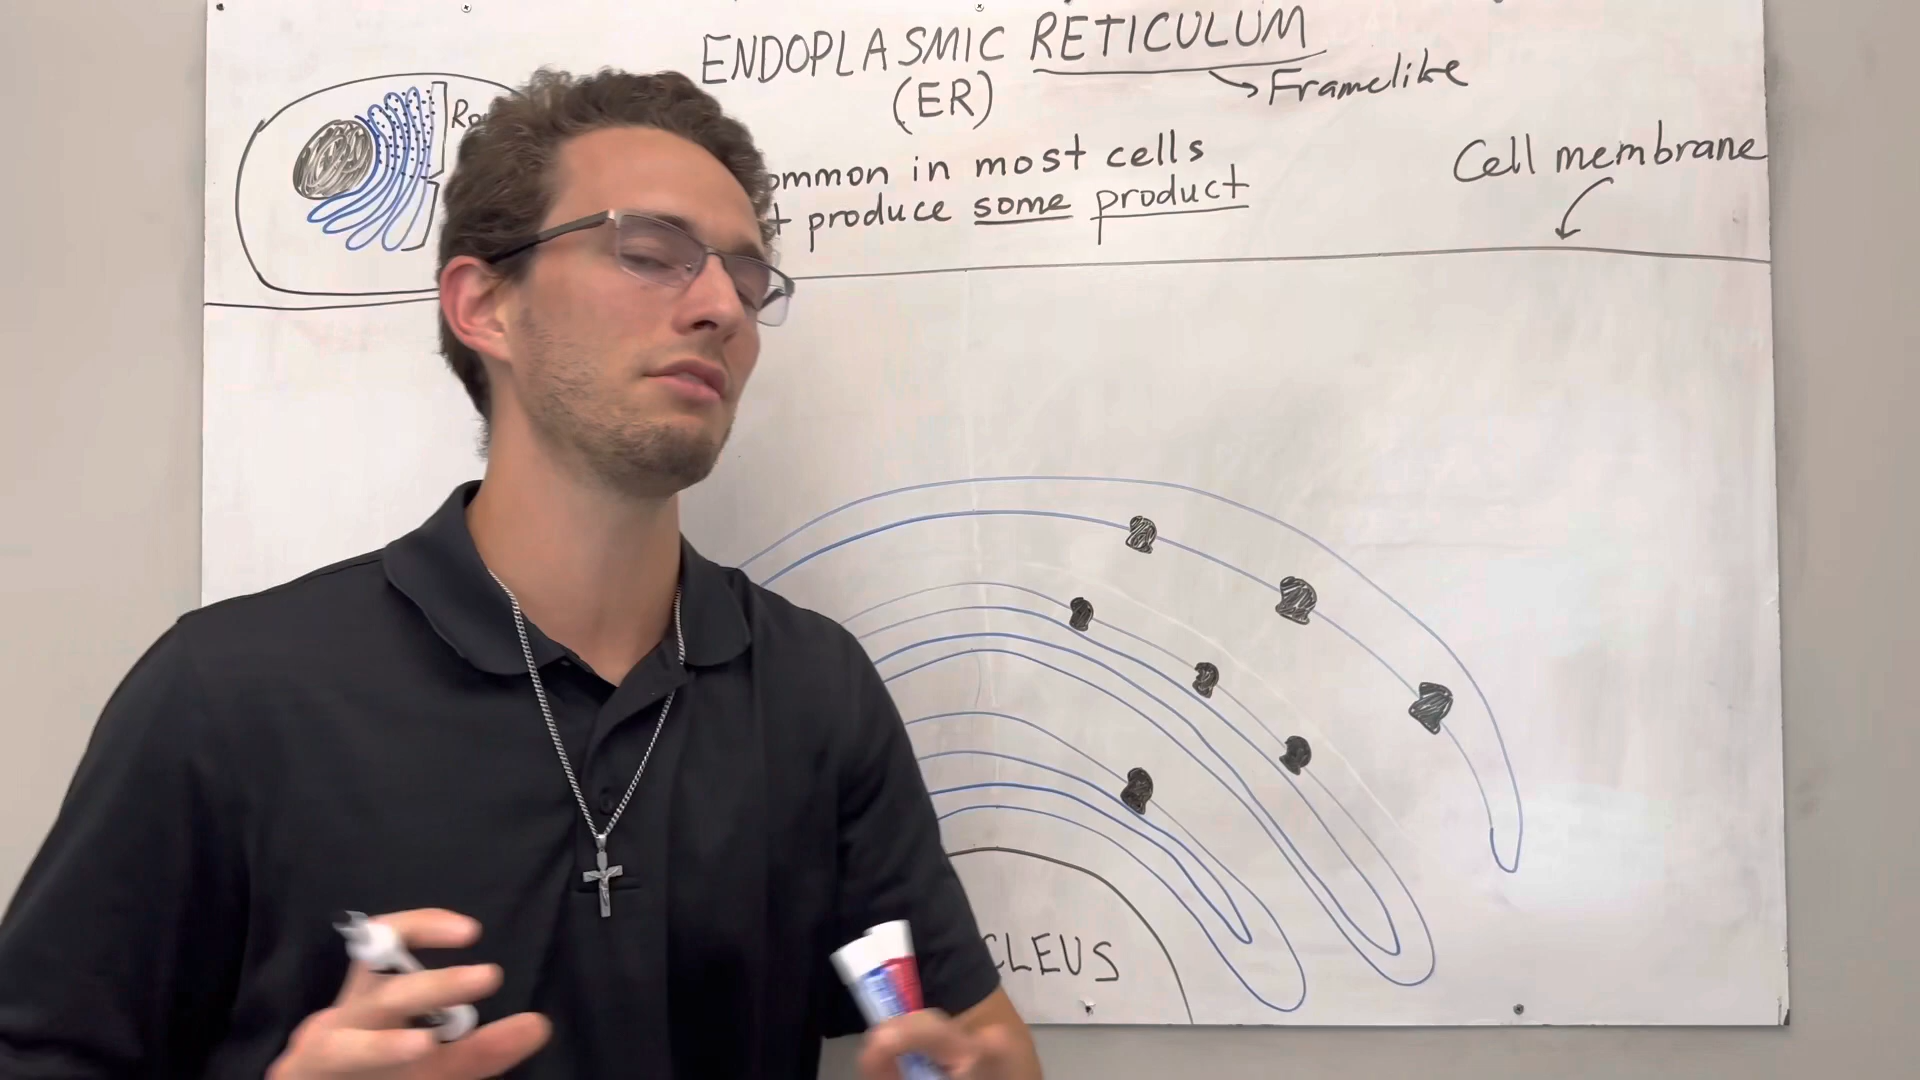 ENDOPLASMIC RETICULUM
(ER)
Framelike
ommon in most cells
produce some product
Cell membrane
CLEUS